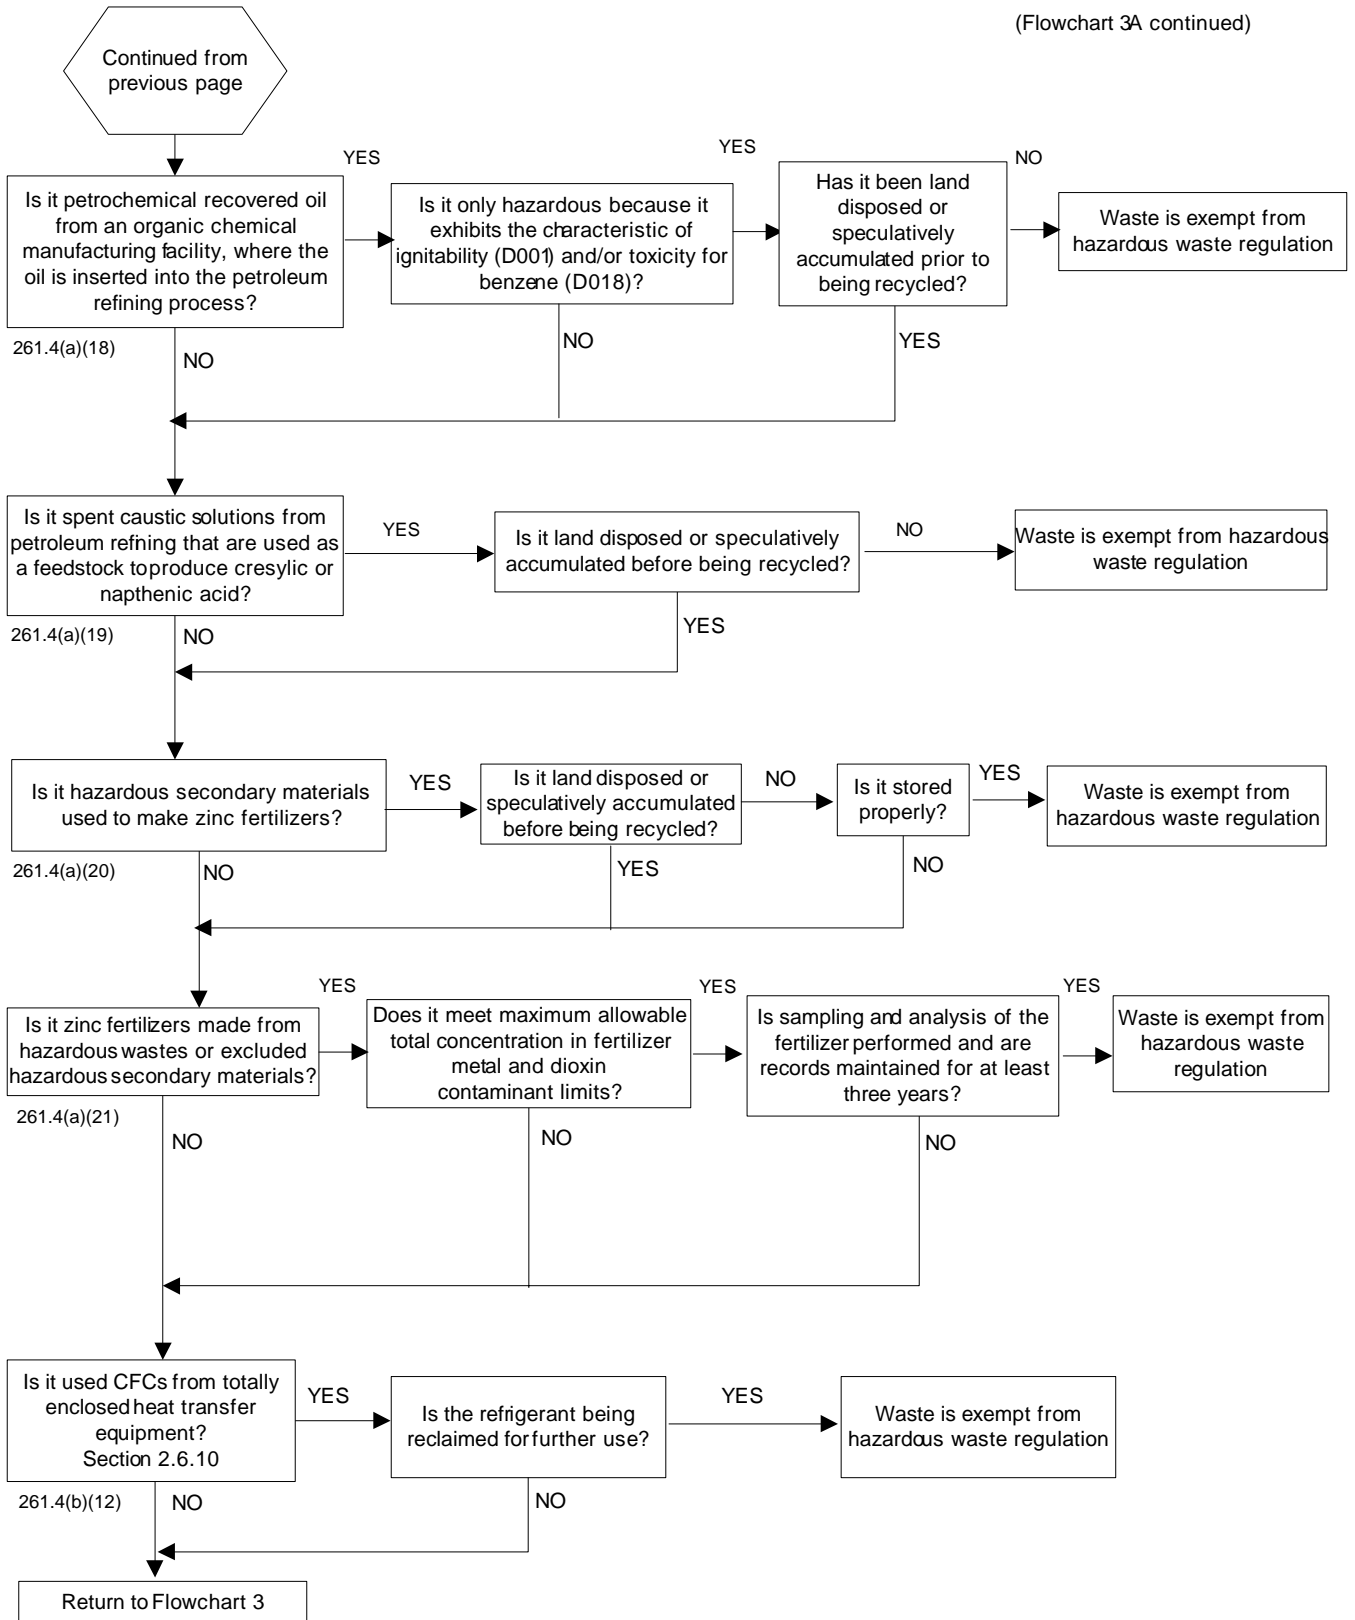 (Flowchart 3A continued)
Continued from
previous page
YES
YES
NO
Is it petrochemical recovered oil
from an organic chemical
manufacturing facility, where the
oil is inserted into the petroleum
refining process?
Is it only hazardous because it
exhibits the characteristic of
ignitability (D001) and/or toxicity for
benzene (D018)?
Has it been land
disposed or
speculatively
accumulated prior to
being recycled?
Waste is exempt from
hazardous waste regulation
261.4(a)(18)
NO
NO
YES
Is it spent caustic solutions from
petroleum refining that are used as
a feedstock to produce cresylic or
napthenic acid?
YES
Is it land disposed or speculatively
accumulated before being recycled?
NO
Waste is exempt from hazardous
waste regulation
261.4(a)(19)
NO
YES
Is it hazardous secondary materials
used to make zinc fertilizers?
YES
Is it land disposed or
speculatively accumulated
before being recycled?
NO
Is it stored
properly?
YES
Waste is exempt from
hazardous waste regulation
261.4(a)(20)
NO
YES
NO
YES
YES
YES
Is it zinc fertilizers made from
hazardous wastes or excluded
hazardous secondary materials?
Does it meet maximum allowable
total concentration in fertilizer
metal and dioxin
contaminant limits?
Is sampling and analysis of the
fertilizer performed and are
records maintained for at least
three years?
Waste is exempt from
hazardous waste
regulation
261.4(a)(21)
NO
NO
NO
Is it used CFCs from totally
enclosed heat transfer
equipment?
Section 2.6.10
YES
Is the refrigerant being
reclaimed for further use?
YES
Waste is exempt from
hazardous waste regulation
261.4(b)(12)
NO
NO
Return to Flowchart 3